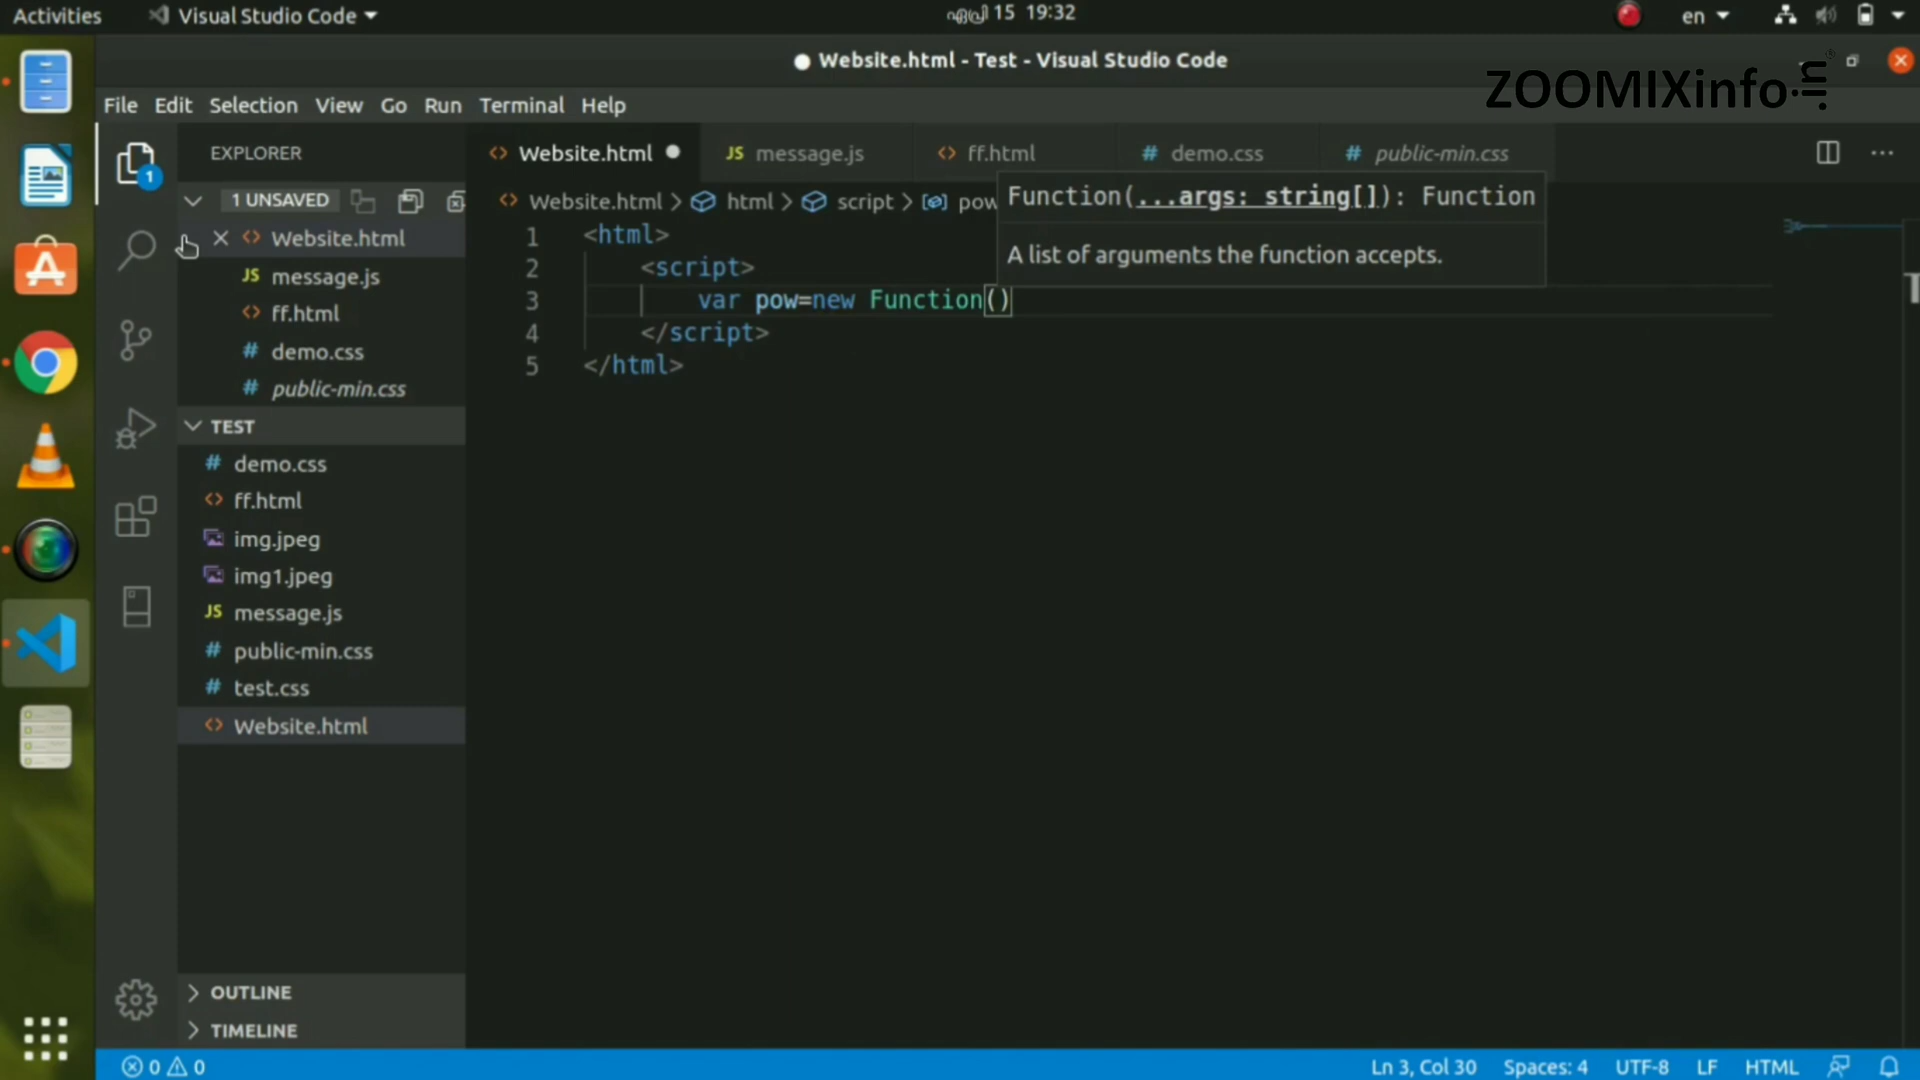 Activities
Visual Studio Code
ഏപ്രി 15 19:32
en
Website.html - Test - Visual Studio Code
ZOOMIXinfo.in
File Edit Selection View Go Run Terminal Help
EXPLORER
1 UNSAVED
1
Website.html
message.js
ff.html
demo.css
public-min.css
TEST
demo.css
ff.html
img.jpeg
img1.jpeg
message.js
public-min.css
test.css
Website.html
OUTLINE
TIMELINE
Website.html
message.js
ff.html
demo.css
public-min.css
Website.html > html > script > pow
Function(...args: string[]): Function
A list of arguments the function accepts.
1 <html>
2 <script>
3 var pow=new Function()
4 </script>
5 </html>
0 0
Ln 3, Col 30 Spaces: 4 UTF-8 LF HTML